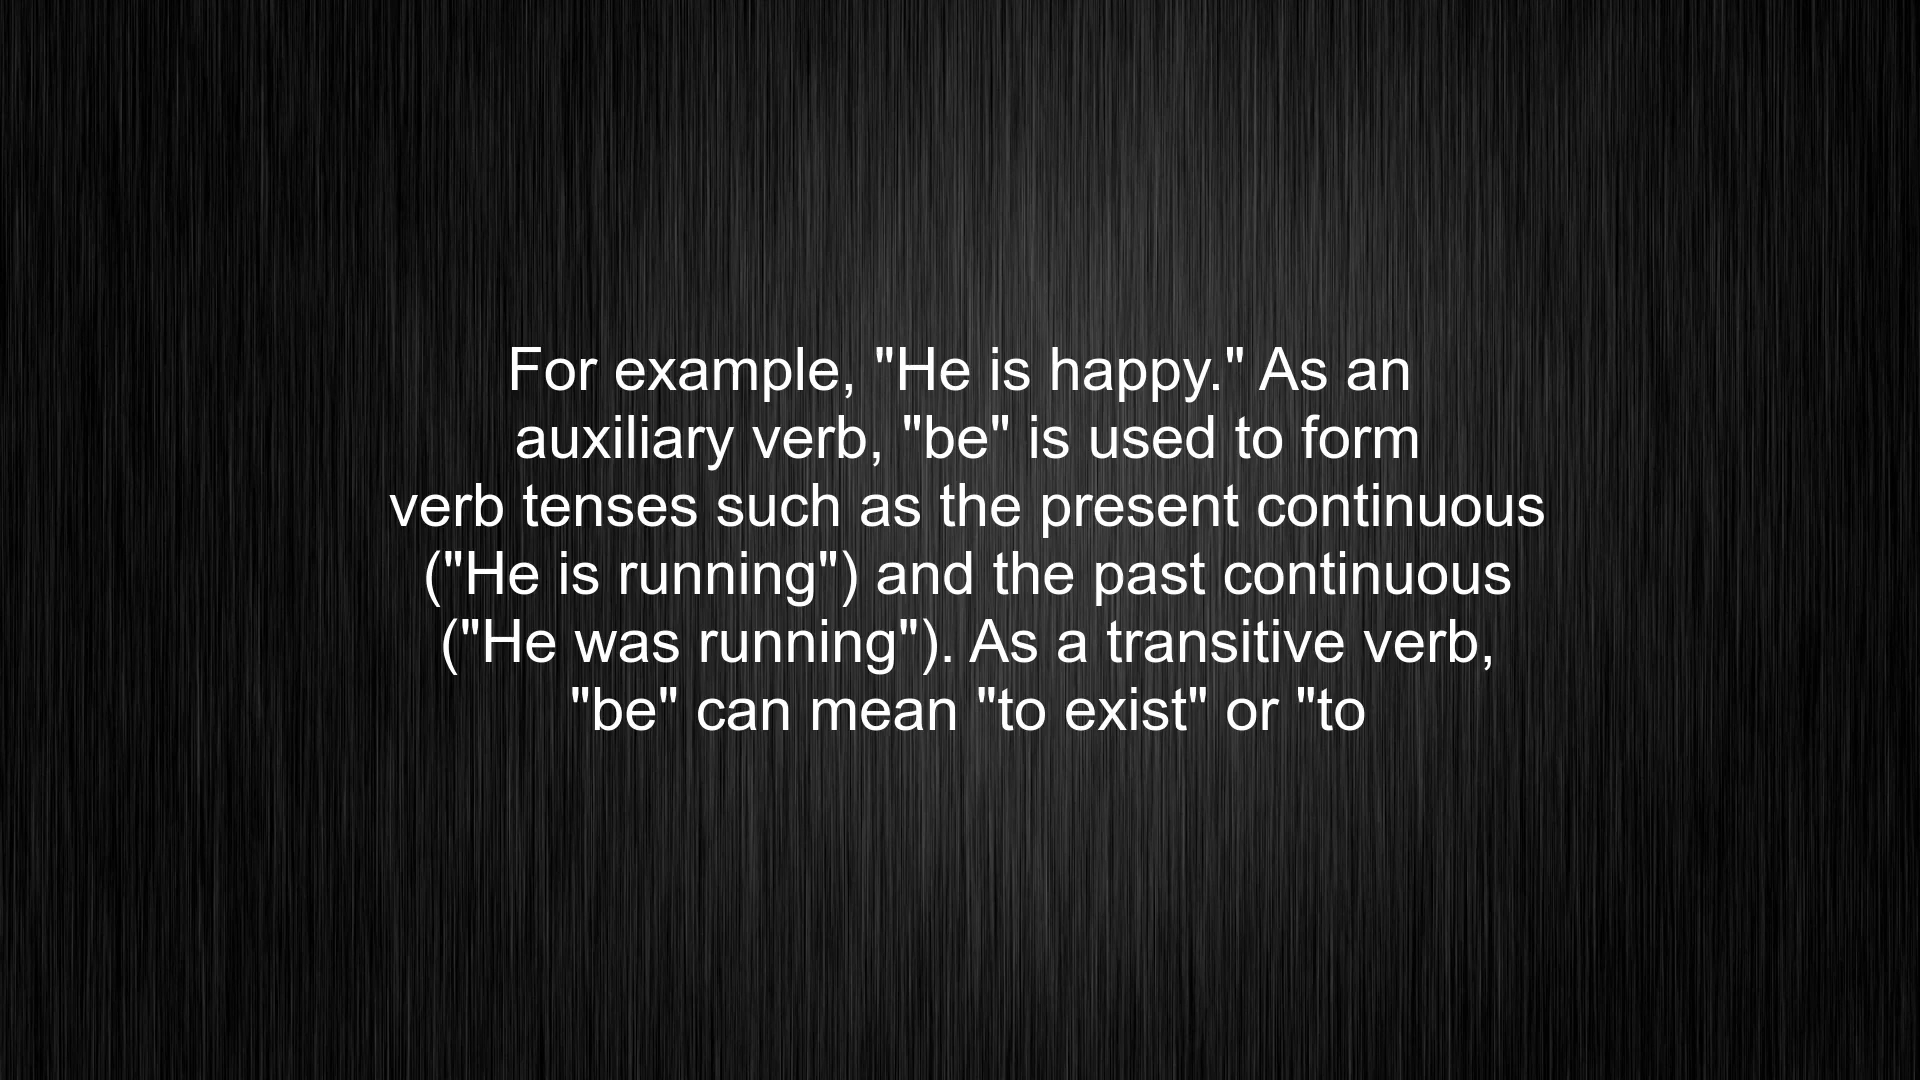 For example, "He is happy." As an
auxiliary verb, "be" is used to form
verb tenses such as the present continuous
("He is running") and the past continuous
("He was running"). As a transitive verb,
"be" can mean "to exist" or "to